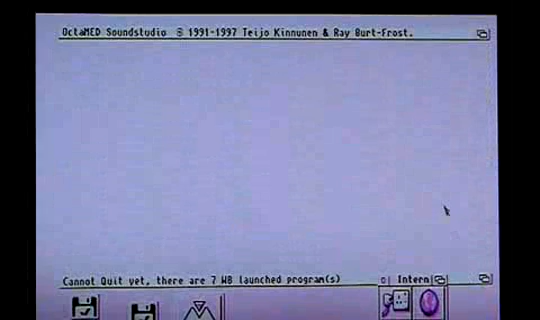 OctaMED Soundstudio © 1991-1997 Teijo Kinnunen & Ray Burt-Frost.
Cannot Quit yet, there are 7 WB launched program(s)
Intern